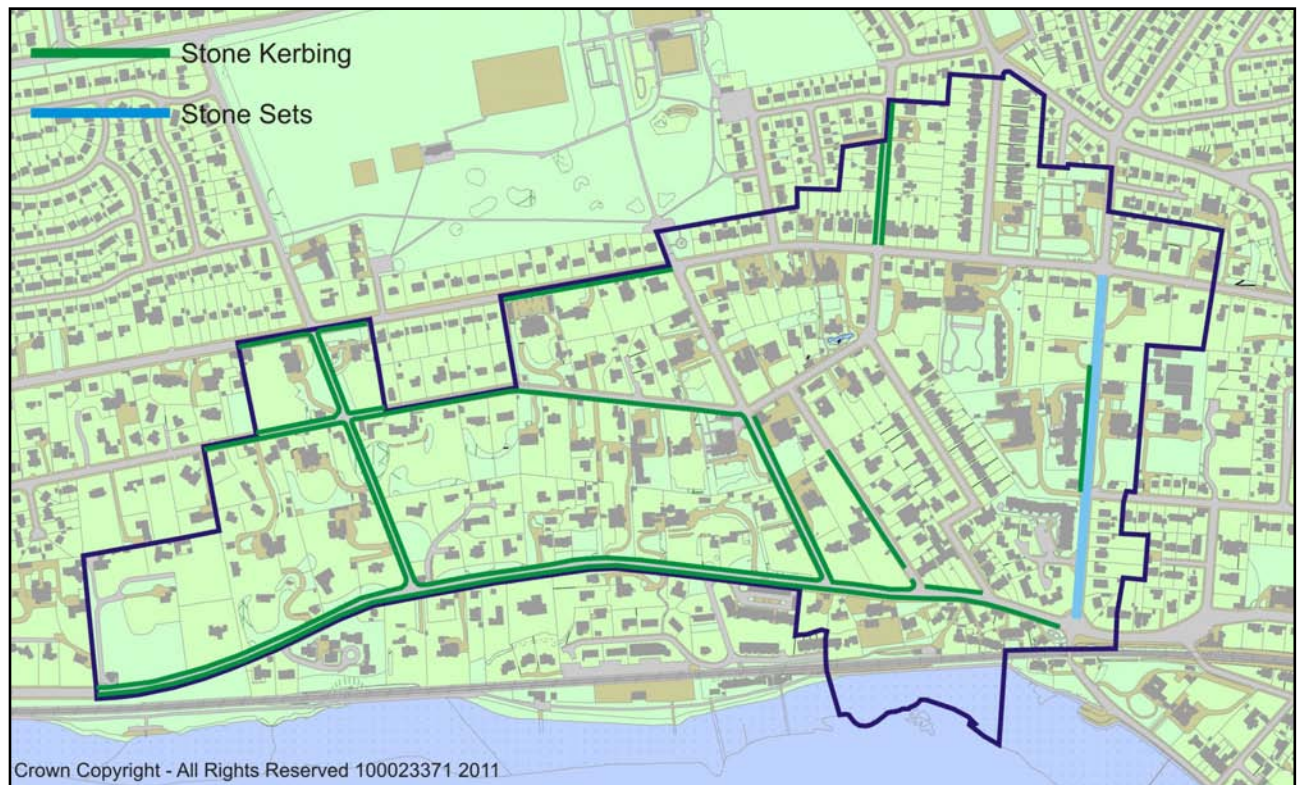 Stone Kerbing
Stone Sets
Crown Copyright - All Rights Reserved 100023371 2011